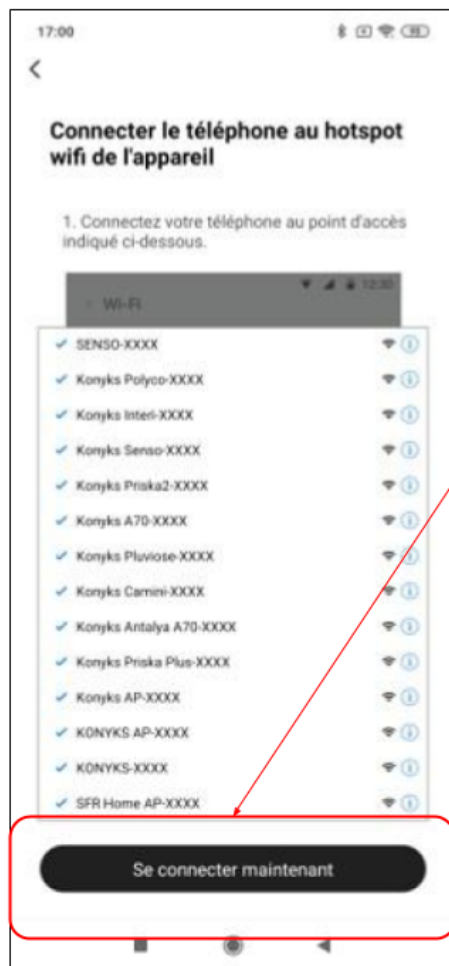 17:00
Connecter le téléphone au hotspot
wifi de l'appareil
1. Connectez votre téléphone au point d'accès
indiqué ci-dessous.
12:30
Wi-Fi
SENSO-XXXX
Konyks Polyco-XXXX
Konyks Interi-XXXX
Konyks Senso-XXXX
Konyks Priska2-XXXX
Konyks A70-XXXX
Konyks Pluviose-XXXX
Konyks Camini-XXXX
Konyks Antalya A70-XXXX
Konyks Priska Plus-XXXX
Konyks AP-XXXX
KONYKS AP-XXXX
KONYKS-XXXX
SFR Home AP-XXXX
Se connecter maintenant